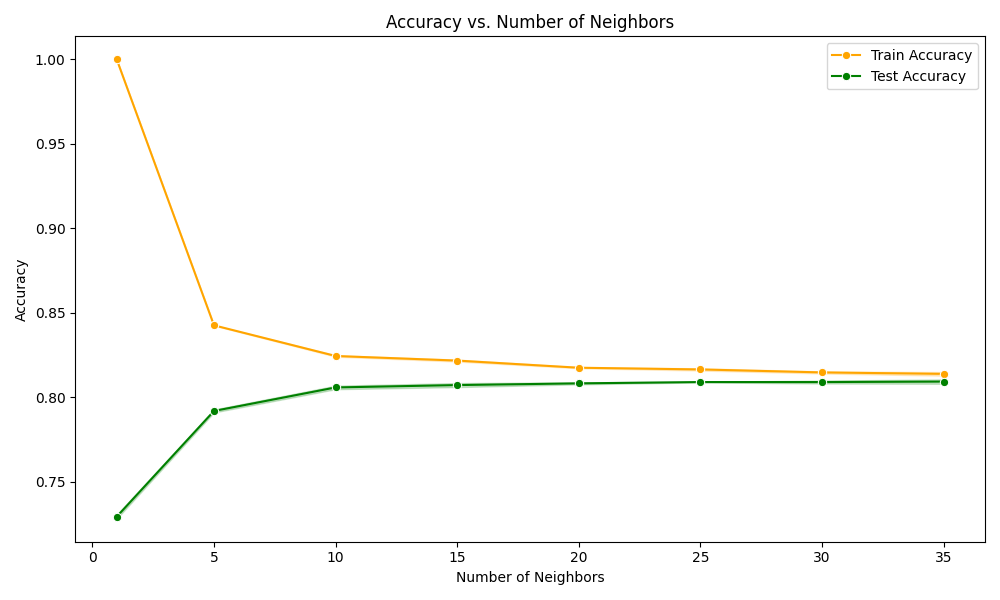 Accuracy vs. Number of Neighbors
Train Accuracy
Test Accuracy
1.00
0.95
0.90
0.85
0.80
0.75
Accuracy
0 5 10 15 20 25 30 35
Number of Neighbors